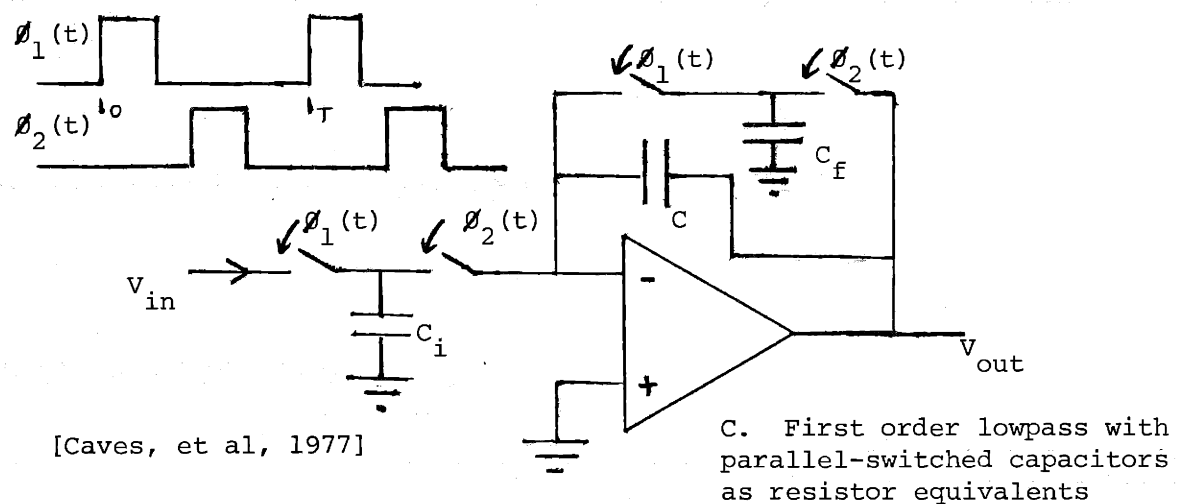 Ø1(t)
0
T
Ø2(t)
Ø1(t)
Ø2(t)
Cf
C
Ø1(t)
Ø2(t)
Vin
Ci
-
+
Vout
[Caves, et al, 1977]
C. First order lowpass with
parallel-switched capacitors
as resistor equivalents